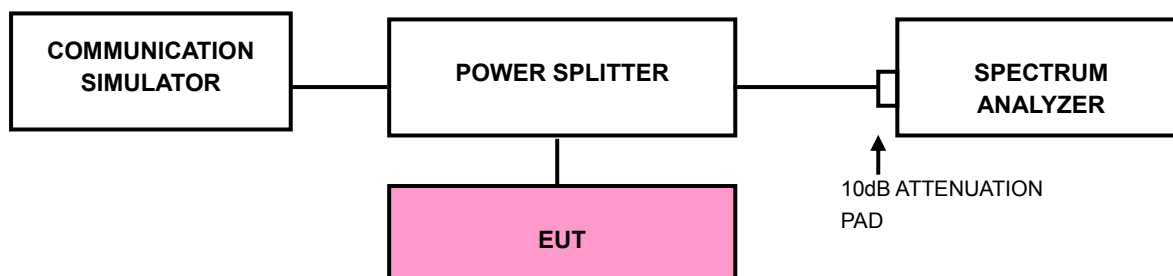 COMMUNICATION
SIMULATOR
POWER SPLITTER
SPECTRUM
ANALYZER
10dB ATTENUATION
PAD
EUT